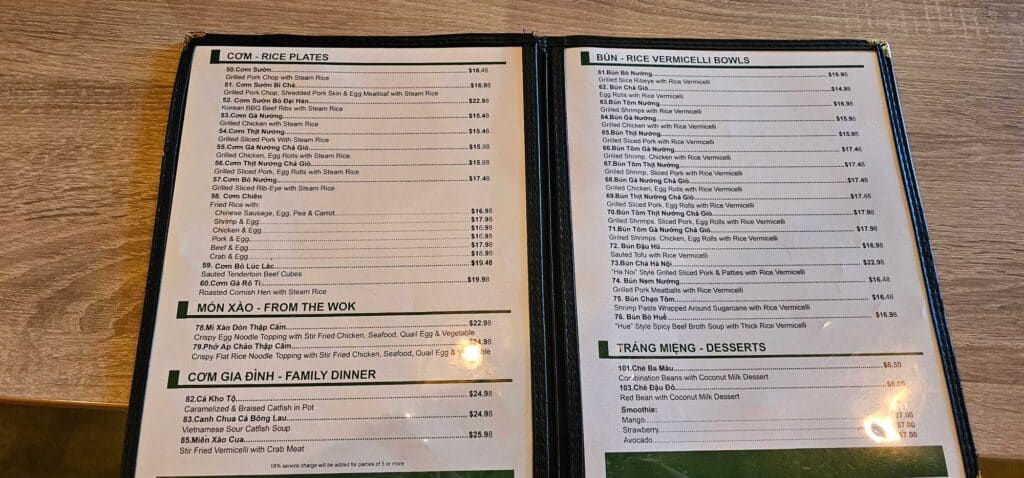 CƠM - RICE PLATES
50.Cơm Sườn $16.48
Grilled Pork Chop with Steam Rice
51. Cơm Sườn Bì Chả $16.98
Grilled Pork Chop, Shredded Pork Skin & Egg Meatloaf with Steam Rice
52. Cơm Sườn Bò Đại Hàn $22.98
Korean BBQ Beef Ribs with Steam Rice
53.Cơm Gà Nướng $15.48
Grilled Chicken with Steam Rice
54.Cơm Thịt Nướng $15.48
Grilled Sliced Pork With Steam Rice
55.Cơm Gà Nướng Chả Giò $15.98
Grilled Chicken, Egg Rolls with Steam Rice
56.Cơm Thịt Nướng Chả Giò $15.98
Grilled Sliced Pork, Egg Rolls with Steam Rice
57.Cơm Bò Nướng $17.48
Grilled Sliced Rib-Eye with Steam Rice
58. Cơm Chiên
Fried Rice with:
Chinese Sausage, Egg, Pea & Carrot $16.98
Shrimp & Egg $17.98
Chicken & Egg $16.98
Pork & Egg $16.98
Beef & Egg $17.98
Crab & Egg $18.98
59. Cơm Bò Lúc Lắc $19.48
Sauted Tenderloin Beef Cubes
60.Cơm Gà Rô Ti $19.98
Roasted Cornish Hen with Steam Rice
MÓN XÀO - FROM THE WOK
78.Mì Xào Dòn Thập Cẩm $22.98
Crispy Egg Noodle Topping with Stir Fried Chicken, Seafood, Quail Egg & Vegetable
79.Phở Áp Chảo Thập Cẩm $24.98
Crispy Flat Rice Noodle Topping with Stir Fried Chicken, Seafood, Quail Egg & Vegetable
CƠM GIA ĐÌNH - FAMILY DINNER
82.Cá Kho Tộ $24.98
Caramelized & Braised Catfish in Pot
83.Canh Chua Cá Bông Lau $24.98
Vietnamese Sour Catfish Soup
85.Miến Xào Cua $25.98
Stir Fried Vermicelli with Crab Meat
18% service charge will be added for parties of 5 or more
BÚN - RICE VERMICELLI BOWLS
61.Bún Bò Nướng $16.98
Grilled Slice Ribeye with Rice Vermicelli
62. Bún Chả Giò $14.98
Egg Rolls with Rice Vermicelli
63.Bún Tôm Nướng $16.98
Grilled Shrimps with Rice Vermicelli
64.Bún Gà Nướng $15.98
Grilled Chicken with with Rice Vermicelli
65.Bún Thịt Nướng $15.98
Grilled Sliced Pork with Rice Vermicelli
66.Bún Tôm Gà Nướng $17.48
Grilled Shrimp, Chicken with Rice Vermicelli
67.Bún Tôm Thịt Nướng $17.48
Grilled Shrimp, Sliced Pork with Rice Vermicelli
68.Bún Gà Nướng Chả Giò $17.48
Grilled Chicken, Egg Rolls with Rice Vermicelli
69.Bún Thịt Nướng Chả Giò $17.48
Grilled Sliced Pork, Egg Rolls with Rice Vermicelli
70.Bún Tôm Thịt Nướng Chả Giò $17.98
Grilled Shrimps, Sliced Pork, Egg Rolls with Rice Vermicelli
71.Bún Tôm Gà Nướng Chả Giò $17.98
Grilled Shrimps, Chicken, Egg Rolls with Rice Vermicelli
72. Bún Đậu Hũ $16.98
Sauted Tofu with Rice Vermicelli
73.Bún Chả Hà Nội $22.98
"Ha Noi" Style Grilled Sliced Pork & Patties with Rice Vermicelli
74. Bún Nem Nướng $16.48
Grilled Pork Meatballs with Rice Vermicelli
75. Bún Chạo Tôm $16.48
Shrimp Paste Wrapped Around Sugarcane with Rice Vermicelli
76. Bún Bò Huế $16.98
"Hue" Style Spicy Beef Broth Soup with Thick Rice Vermicelli
TRÁNG MIỆNG - DESSERTS
101.Chè Ba Màu $6.50
Combination Beans with Coconut Milk Dessert
103.Chè Đậu Đỏ
Red Bean with Coconut Milk Dessert
Smoothie:
Mango $7.00
Strawberry
Avocado $7.00